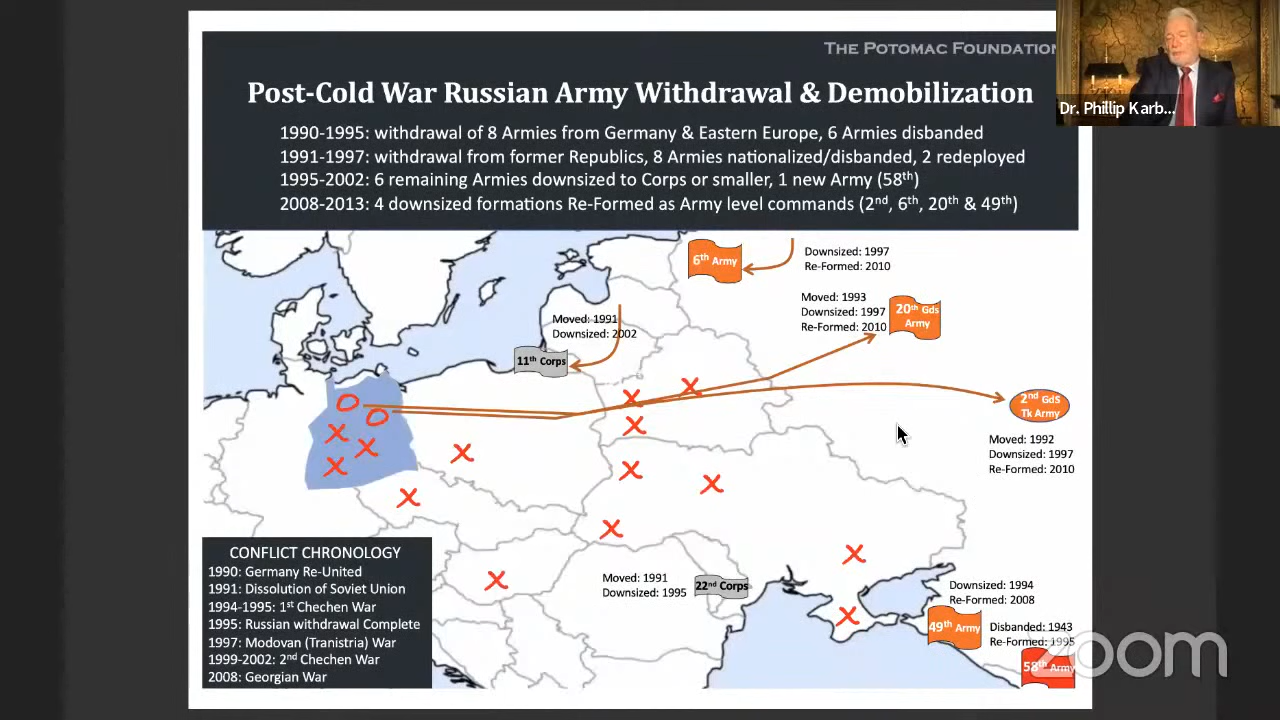 THE POTOMAC FOUNDATION
Dr. Phillip Karb...
Post-Cold War Russian Army Withdrawal & Demobilization
1990-1995: withdrawal of 8 Armies from Germany & Eastern Europe, 6 Armies disbanded
1991-1997: withdrawal from former Republics, 8 Armies nationalized/disbanded, 2 redeployed
1995-2002: 6 remaining Armies downsized to Corps or smaller, 1 new Army (58th)
2008-2013: 4 downsized formations Re-Formed as Army level commands (2nd, 6th, 20th & 49th)
6th Army
Downsized: 1997
Re-Formed: 2010
Moved: 1993
Downsized: 1997
Re-Formed: 2010
20th Gds
Army
Moved: 1991
Downsized: 2002
11th Corps
2nd GdS
Tk Army
Moved: 1992
Downsized: 1997
Re-Formed: 2010
CONFLICT CHRONOLOGY
1990: Germany Re-United
1991: Dissolution of Soviet Union
1994-1995: 1st Chechen War
1995: Russian withdrawal Complete
1997: Modovan (Tranistria) War
1999-2002: 2nd Chechen War
2008: Georgian War
Moved: 1991
Downsized: 1995
22nd Corps
Downsized: 1994
Re-Formed: 2008
49th Army
Disbanded: 1943
Re-Formed: 1995
58th Army
zoom